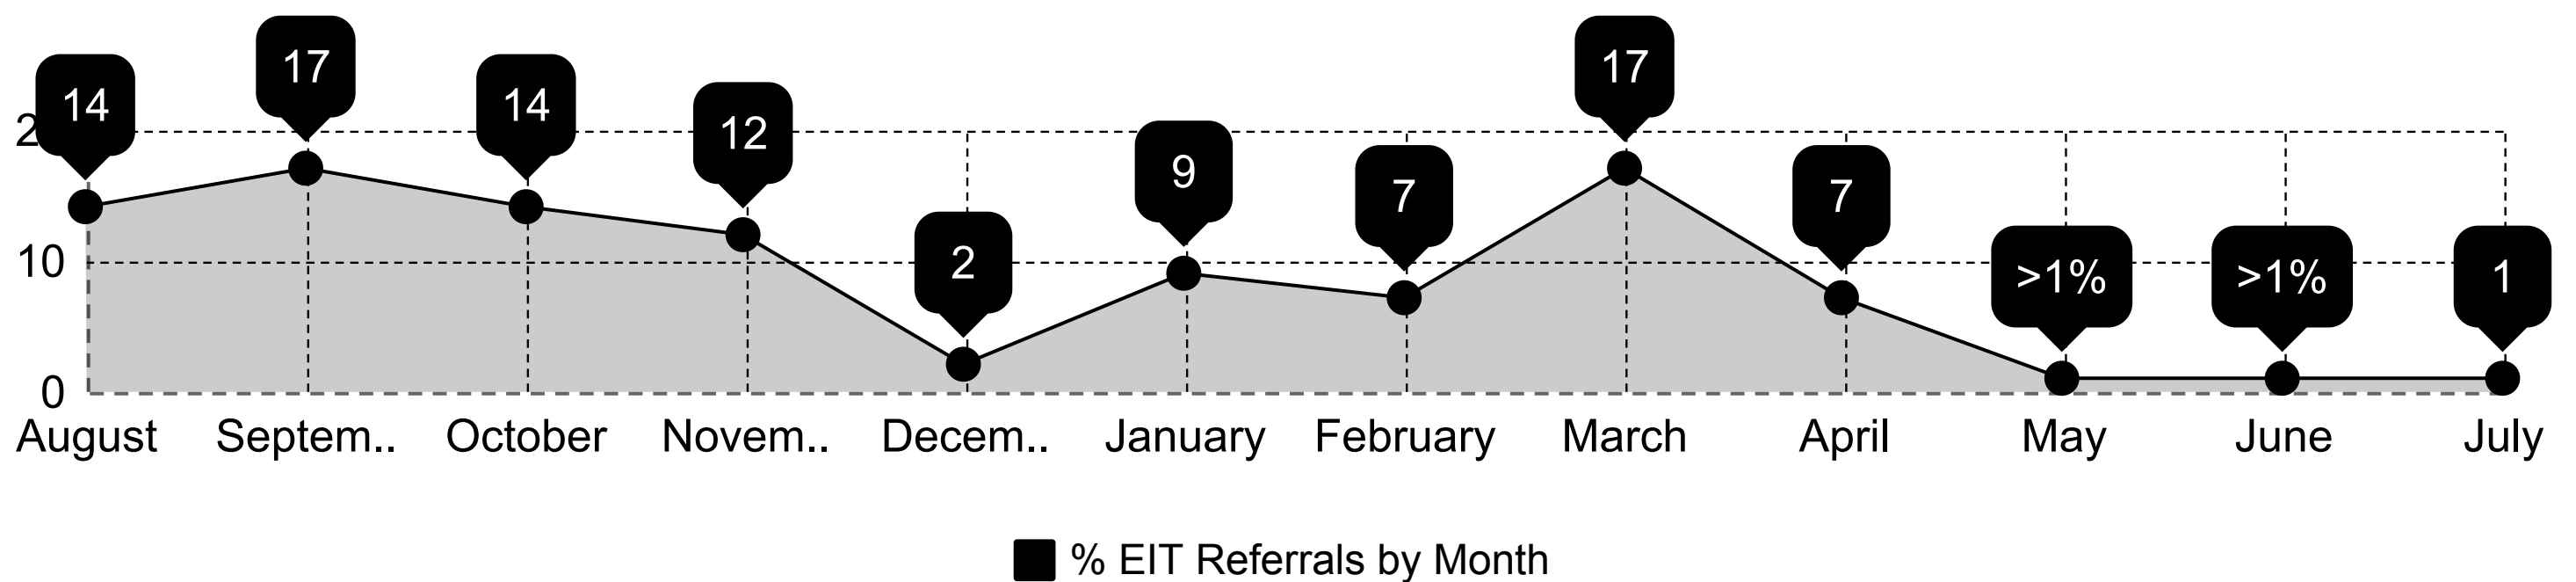 17 17
14 14 12 9 7 7
2 2 >1% >1% 1
10
0
August Septem.. October Novem.. Decem.. January February March April May June July
% EIT Referrals by Month